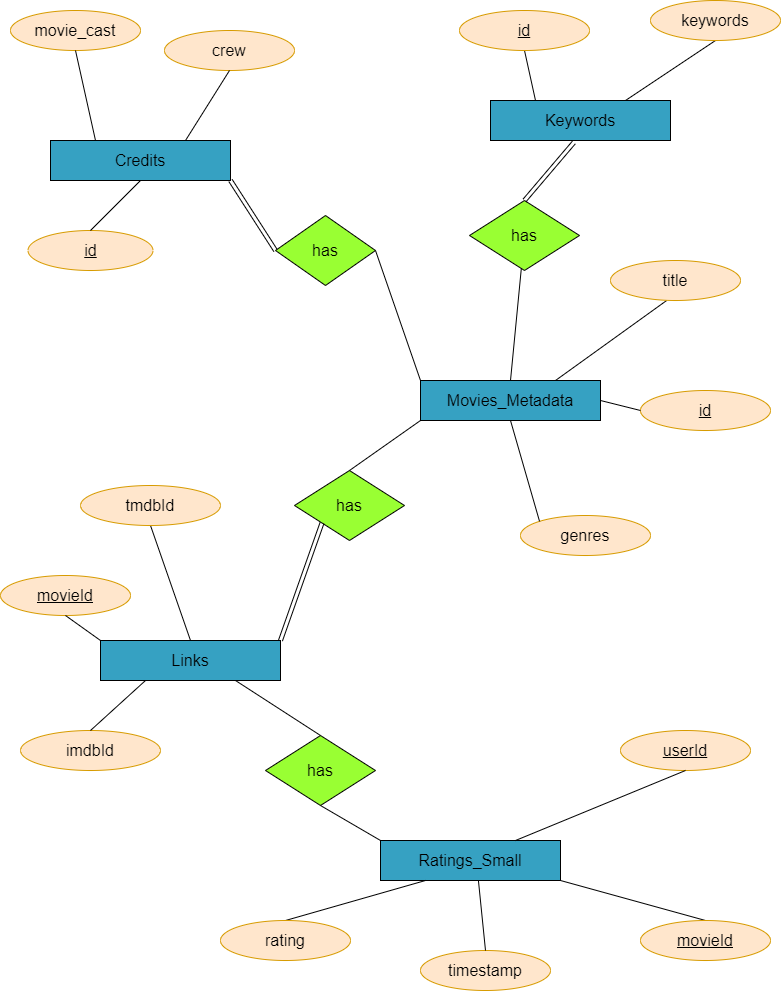 movie_cast
crew
id
keywords
Credits
Keywords
id
has
has
title
Movies_Metadata
id
tmdbId
has
genres
movieId
Links
imdbId
has
userId
Ratings_Small
rating
timestamp
movieId